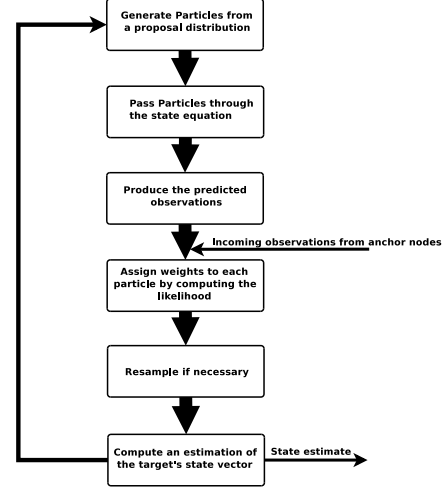 Generate Particles from
a proposal distribution
Pass Particles through
the state equation
Produce the predicted
observations
Incoming observations from anchor nodes
Assign weights to each
particle by computing the
likelihood
Resample if necessary
Compute an estimation of
the target's state vector
State estimate